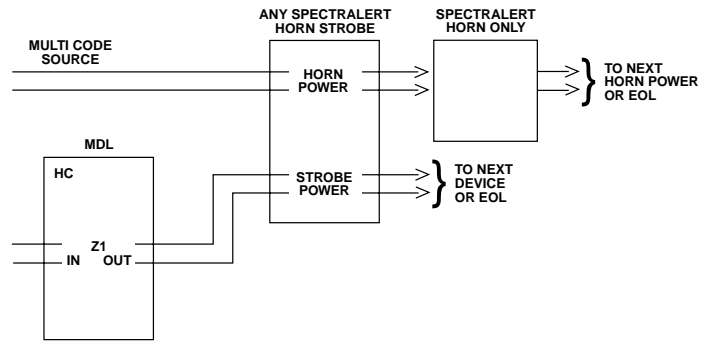 ANY SPECTRALERT
HORN STROBE
SPECTRALERT
HORN ONLY
MULTI CODE
SOURCE
HORN
POWER
TO NEXT
HORN POWER
OR EOL
MDL
HC
STROBE
POWER
TO NEXT
DEVICE
OR EOL
Z1
IN OUT